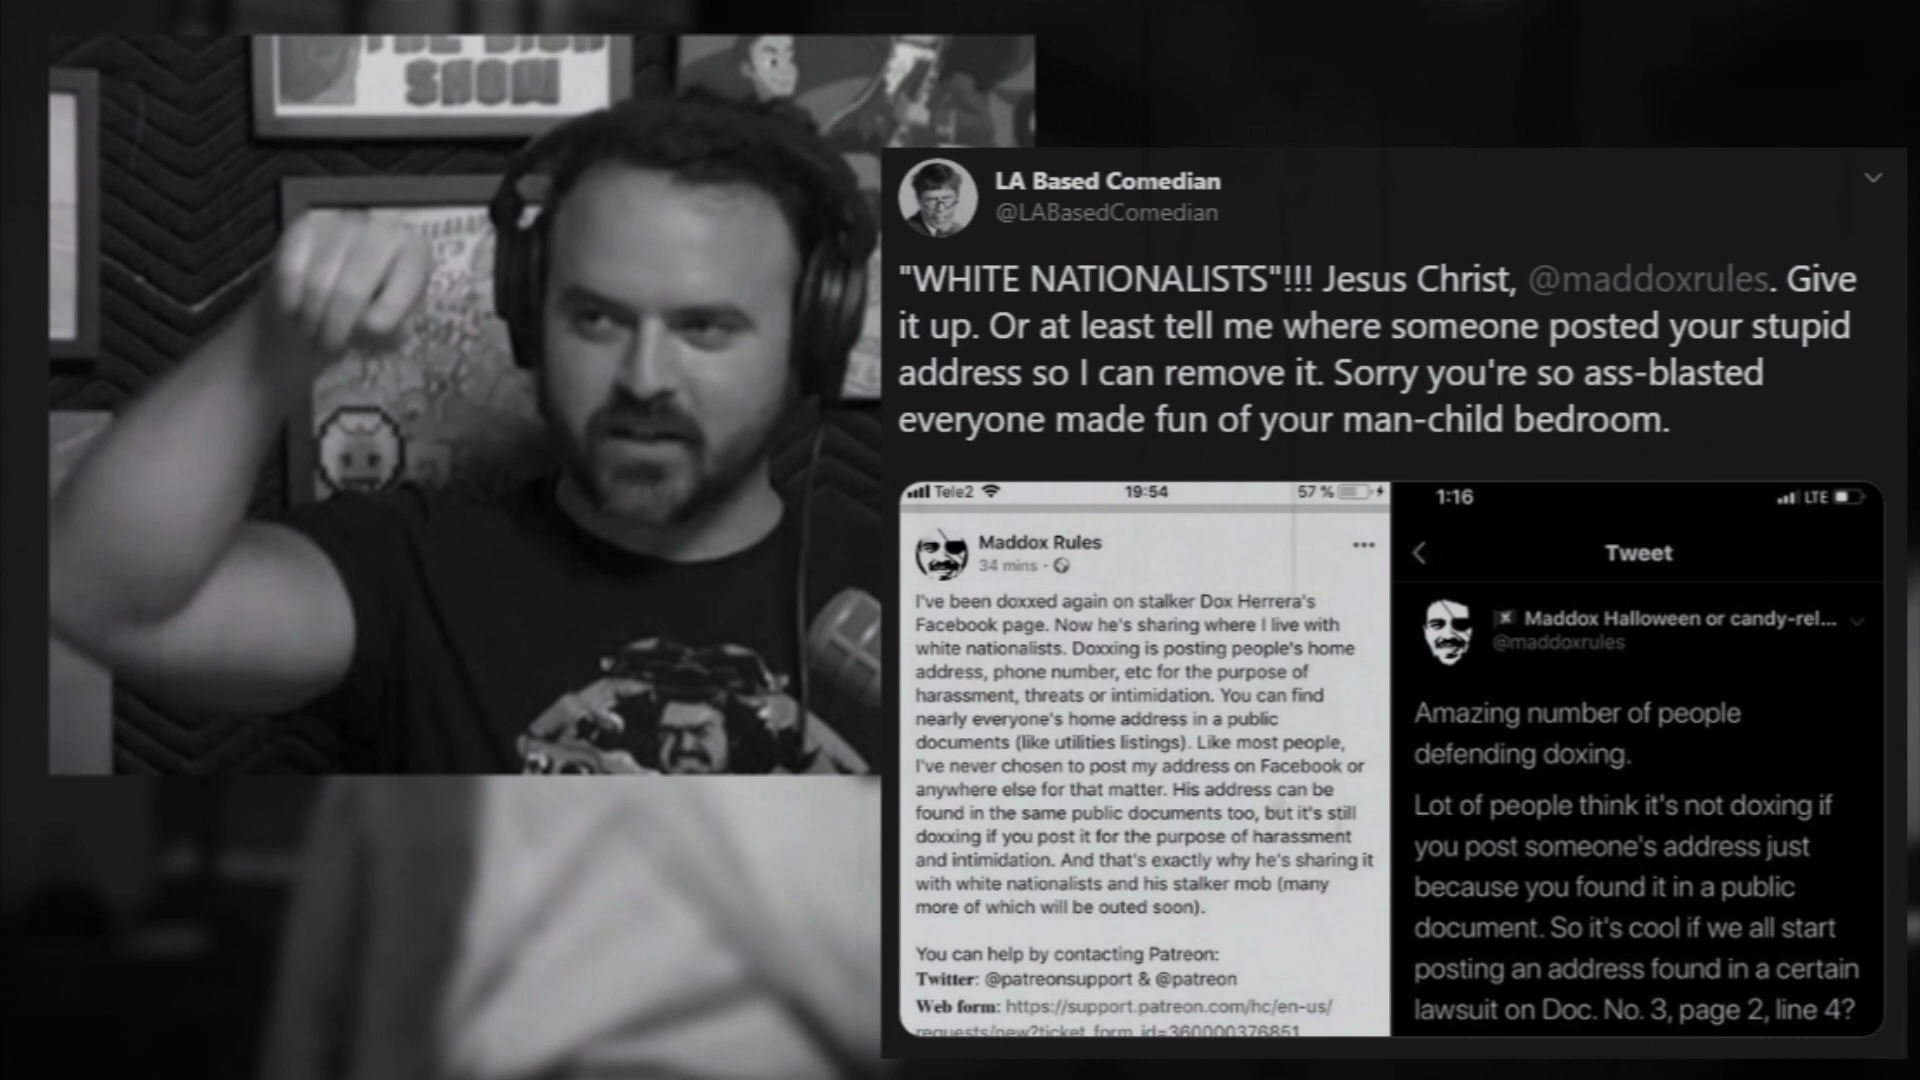 THE DICK
SHOW
LA Based Comedian
@LABasedComedian
"WHITE NATIONALISTS"!!! Jesus Christ, @maddoxrules. Give
it up. Or at least tell me where someone posted your stupid
address so I can remove it. Sorry you're so ass-blasted
everyone made fun of your man-child bedroom.
Tele2 19:54 57 %
Maddox Rules
34 mins ·
I've been doxxed again on stalker Dox Herrera's
Facebook page. Now he's sharing where I live with
white nationalists. Doxxing is posting people's home
address, phone number, etc for the purpose of
harassment, threats or intimidation. You can find
nearly everyone's home address in a public
documents (like utilities listings). Like most people,
I've never chosen to post my address on Facebook or
anywhere else for that matter. His address can be
found in the same public documents too, but it's still
doxxing if you post it for the purpose of harassment
and intimidation. And that's exactly why he's sharing it
with white nationalists and his stalker mob (many
more of which will be outed soon).
You can help by contacting Patreon:
Twitter: @patreonsupport & @patreon
Web form: https://support.patreon.com/hc/en-us/
requests/new?ticket_form_id=360000376851
1:16 LTE
Tweet
Maddox Halloween or candy-rel...
@maddoxrules
Amazing number of people
defending doxing.
Lot of people think it's not doxing if
you post someone's address just
because you found it in a public
document. So it's cool if we all start
posting an address found in a certain
lawsuit on Doc. No. 3, page 2, line 4?